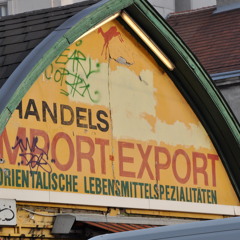 HANDELS
IMPORT·EXPORT
ORIENTALISCHE LEBENSMITTELSPEZIALITÄTEN